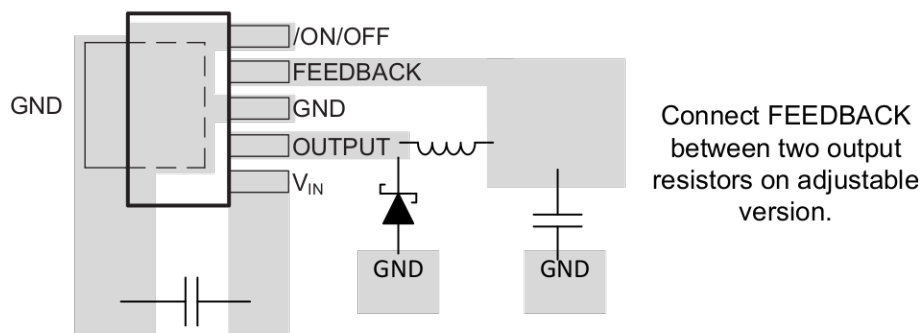 /ON/OFF
FEEDBACK
GND
GND
OUTPUT
VIN
GND
GND
Connect FEEDBACK
between two output
resistors on adjustable
version.